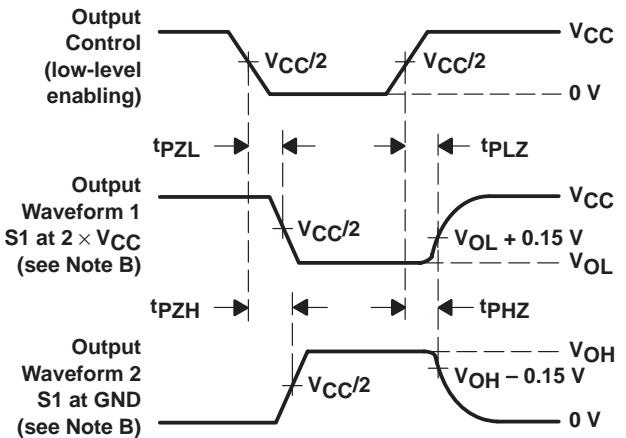 Output
Control
(low-level
enabling)
VCC/2
VCC/2
VCC
0 V
tPZL
tPLZ
Output
Waveform 1
S1 at 2 × VCC
(see Note B)
VCC/2
VCC
VOL + 0.15 V
VOL
tPZH
tPHZ
Output
Waveform 2
S1 at GND
(see Note B)
VCC/2
VOH
VOH – 0.15 V
0 V